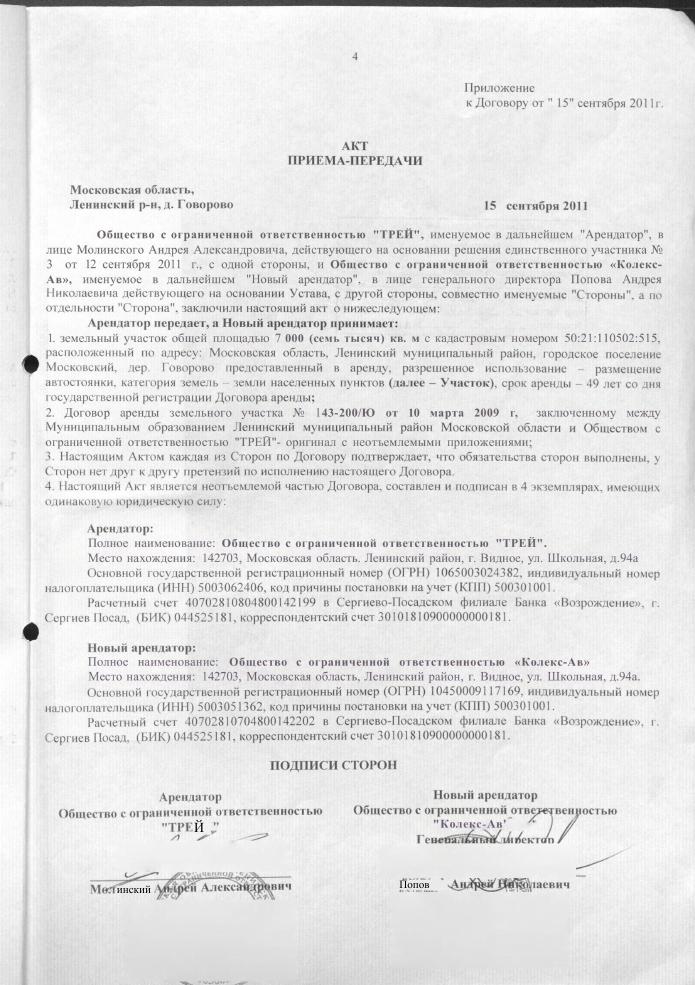 4
Приложение
к Договору от " 15" сентября 2011г.
АКТ
ПРИЕМА-ПЕРЕДАЧИ
Московская область,
Ленинский р-н, д. Говорово
15 сентября 2011
Общество с ограниченной ответственностью "ТРЕЙ", именуемое в дальнейшем "Арендатор", в
лице Молинского Андрея Александровича, действующего на основании решения единственного участника №
3 от 12 сентября 2011 г., с одной стороны, и Общество с ограниченной ответственностью «Колекс-
Ав», именуемое в дальнейшем "Новый арендатор", в лице генерального директора Попова Андрея
Николаевича действующего на основании Устава, с другой стороны, совместно именуемые "Стороны", а по
отдельности "Сторона", заключили настоящий акт о нижеследующем:
Арендатор передает, а Новый арендатор принимает:
1. земельный участок общей площадью 7 000 (семь тысяч) кв. м с кадастровым номером 50:21:110502:515,
расположенный по адресу: Московская область, Ленинский муниципальный район, городское поселение
Московский, дер. Говорово предоставленный в аренду, разрешенное использование – размещение
автостоянки, категория земель – земли населенных пунктов (далее – Участок), срок аренды – 49 лет со дня
государственной регистрации Договора аренды;
2. Договор аренды земельного участка № 143-200/Ю от 10 марта 2009 г, заключенному между
Муниципальным образованием Ленинский муниципальный район Московской области и Обществом с
ограниченной ответственностью "ТРЕЙ"- оригинал с неотъемлемыми приложениями;
3. Настоящим Актом каждая из Сторон по Договору подтверждает, что обязательства сторон выполнены, у
Сторон нет друг к другу претензий по исполнению настоящего Договора.
4. Настоящий Акт является неотъемлемой частью Договора, составлен и подписан в 4 экземплярах, имеющих
одинаковую юридическую силу:
Арендатор:
Полное наименование: Общество с ограниченной ответственностью "ТРЕЙ".
Место нахождения: 142703, Московская область. Ленинский район, г. Видное, ул. Школьная, д.94а
Основной государственной регистрационный номер (ОГРН) 1065003024382, индивидуальный номер
налогоплательщика (ИНН) 5003062406, код причины постановки на учет (КПП) 500301001.
Расчетный счет 40702810804800142199 в Сергиево-Посадском филиале Банка «Возрождение», г.
Сергиев Посад, (БИК) 044525181, корреспондентский счет 30101810900000000181.
Новый арендатор:
Полное наименование: Общество с ограниченной ответственностью «Колекс-Ав»
Место нахождения: 142703, Московская область, Ленинский район, г. Видное, ул. Школьная, д.94а.
Основной государственной регистрационный номер (ОГРН) 10450009117169, индивидуальный номер
налогоплательщика (ИНН) 5003051362, код причины постановки на учет (КПП) 500301001.
Расчетный счет 40702810704800142202 в Сергиево-Посадском филиале Банка «Возрождение», г.
Сергиев Посад, (БИК) 044525181, корреспондентский счет 30101810900000000181.
ПОДПИСИ СТОРОН
Арендатор
Общество с ограниченной ответственностью
"ТРЕЙ "
Новый арендатор
Общество с ограниченной ответственностью
"Колекс-Ав"
Генеральный директор
Молинский Андрей Александрович
Попов Андрей Николаевич